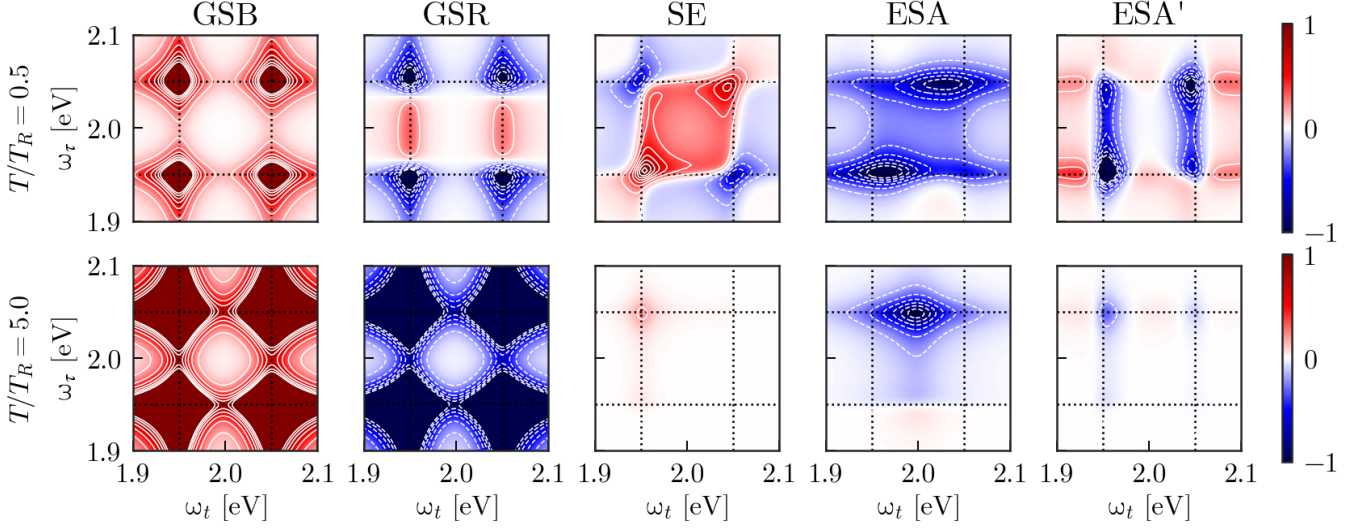 GSB GSR SE ESA ESA'
T/T_R = 0.5
ω_τ [eV]
2.1
2.0
1.9
1
0
−1
T/T_R = 5.0
ω_τ [eV]
2.1
2.0
1.9
1
0
−1
1.9 2.0 2.1 1.9 2.0 2.1 1.9 2.0 2.1 1.9 2.0 2.1 1.9 2.0 2.1
ω_t [eV] ω_t [eV] ω_t [eV] ω_t [eV] ω_t [eV]